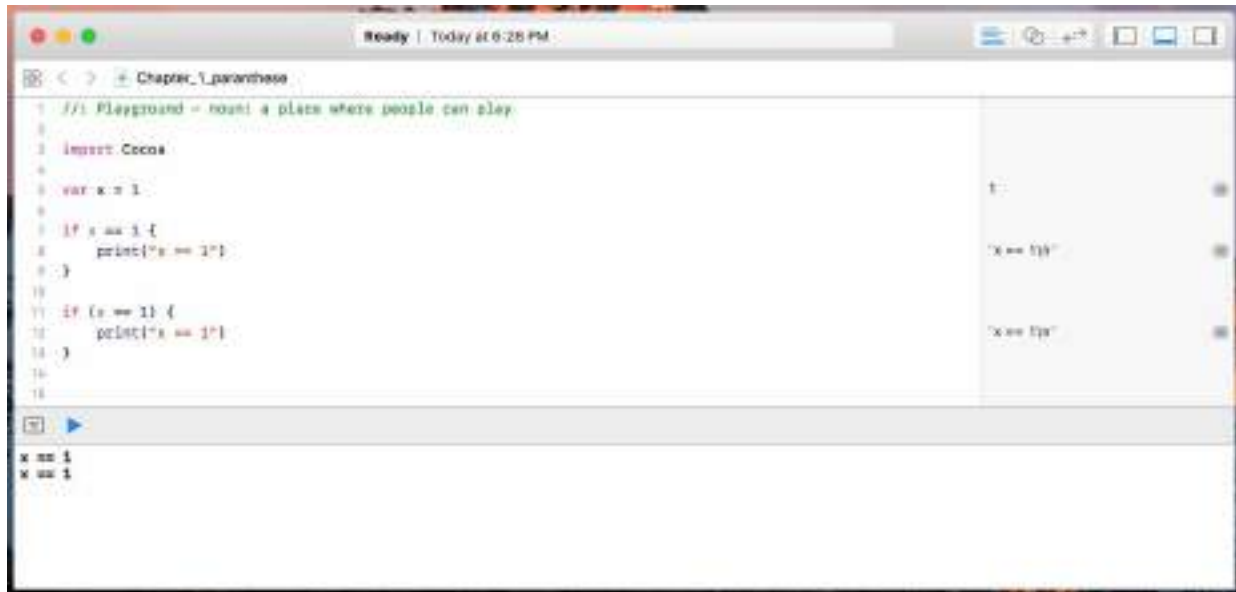 Ready | Today at 6:28 PM
Chapter_1_paranthese
1 //: Playground - noun: a place where people can play
2
3 import Cocoa
4
5 var x = 1
1
6
7 if x == 1 {
8 print("x == 1")
"x == 1\n"
9 }
10
11 if (x == 1) {
12 print("x == 1")
"x == 1\n"
13 }
14
15
x == 1
x == 1